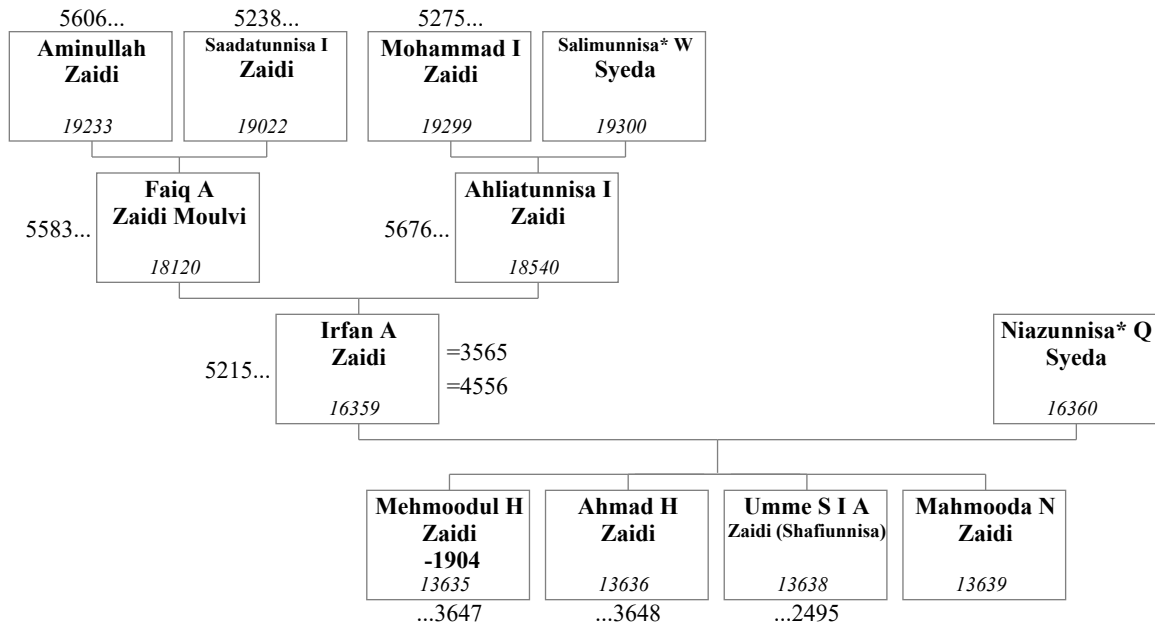 5606...
5238...
5275...
Aminullah
Zaidi
19233
Saadatunnisa I
Zaidi
19022
Mohammad I
Zaidi
19299
Salimunnisa* W
Syeda
19300
5583...
Faiq A
Zaidi Moulvi
18120
5676...
Ahliatunnisa I
Zaidi
18540
5215...
Irfan A
Zaidi
16359
=3565
=4556
Niazunnisa* Q
Syeda
16360
Mehmoodul H
Zaidi
-1904
13635
...3647
Ahmad H
Zaidi
13636
...3648
Umme S I A
Zaidi (Shafiunnisa)
13638
...2495
Mahmooda N
Zaidi
13639